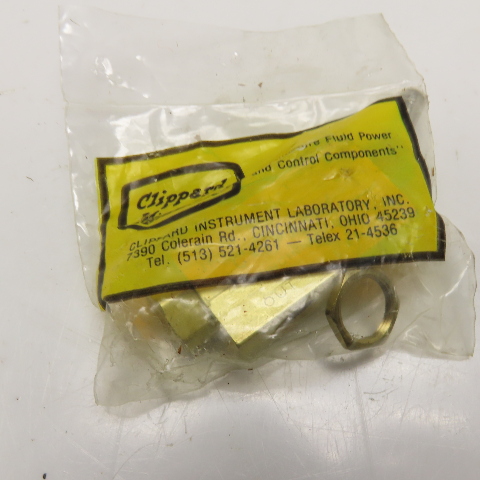 Fluid Power
and Control Components"
Clippard
CLIPPARD INSTRUMENT LABORATORY, INC.
7390 Colerain Rd., CINCINNATI, OHIO 45239
Tel. (513) 521-4261 — Telex 21-4536